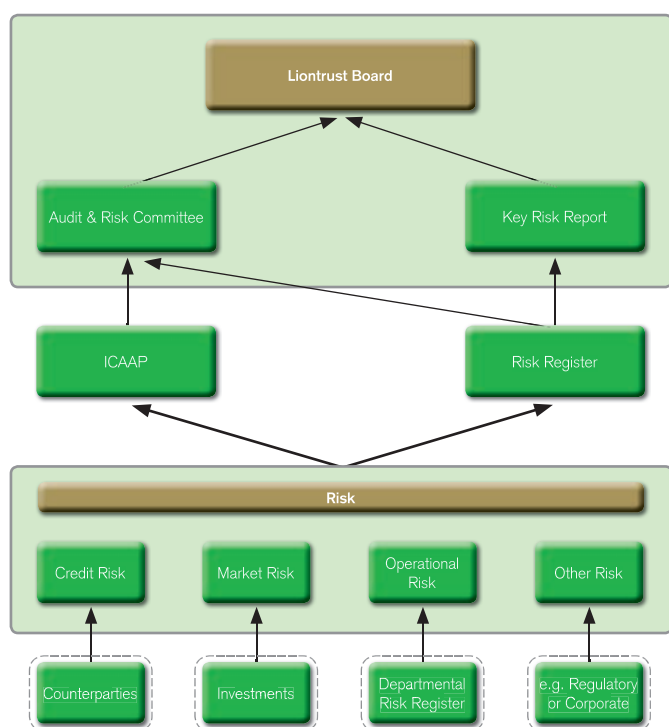 Liontrust Board
Audit & Risk Committee
Key Risk Report
ICAAP
Risk Register
Risk
Credit Risk
Market Risk
Operational
Risk
Other Risk
Counterparties
Investments
Departmental
Risk Register
e.g. Regulatory
or Corporate